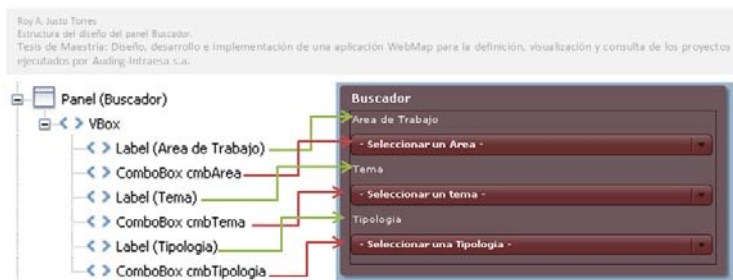 Roy A. Justo Torres
Estructura del diseño del panel Buscador.
Tesis de Maestría: Diseño, desarrollo e implementación de una aplicación WebMap para la definición, visualización y consulta de los proyectos
ejecutados por Auding-Intraesa s.a.
Panel (Buscador)
VBox
Label (Area de Trabajo)
ComboBox cmbArea
Label (Tema)
ComboBox cmbTema
Label (Tipologia)
ComboBox cmbTipologia
Buscador
Area de Trabajo
- Seleccionar un Area -
Tema
- Seleccionar un tema -
Tipologia
- Seleccionar una Tipologia -